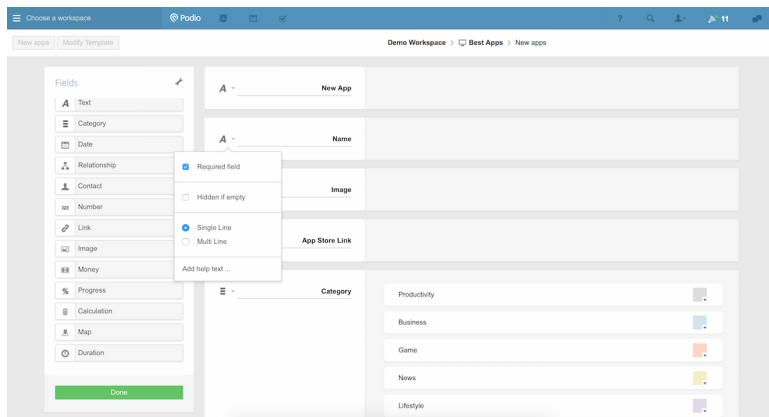 Choose a workspace
Podio
?
11
New apps
Modify Template
Demo Workspace > Best Apps > New apps
Fields
A Text
Category
Date
Relationship
Contact
123 Number
Link
Image
Money
% Progress
Calculation
Map
Duration
Done
A New App
A Name
Required field
Hidden if empty
Single Line
Multi Line
Add help text ...
Image
App Store Link
Category
Productivity
Business
Game
News
Lifestyle